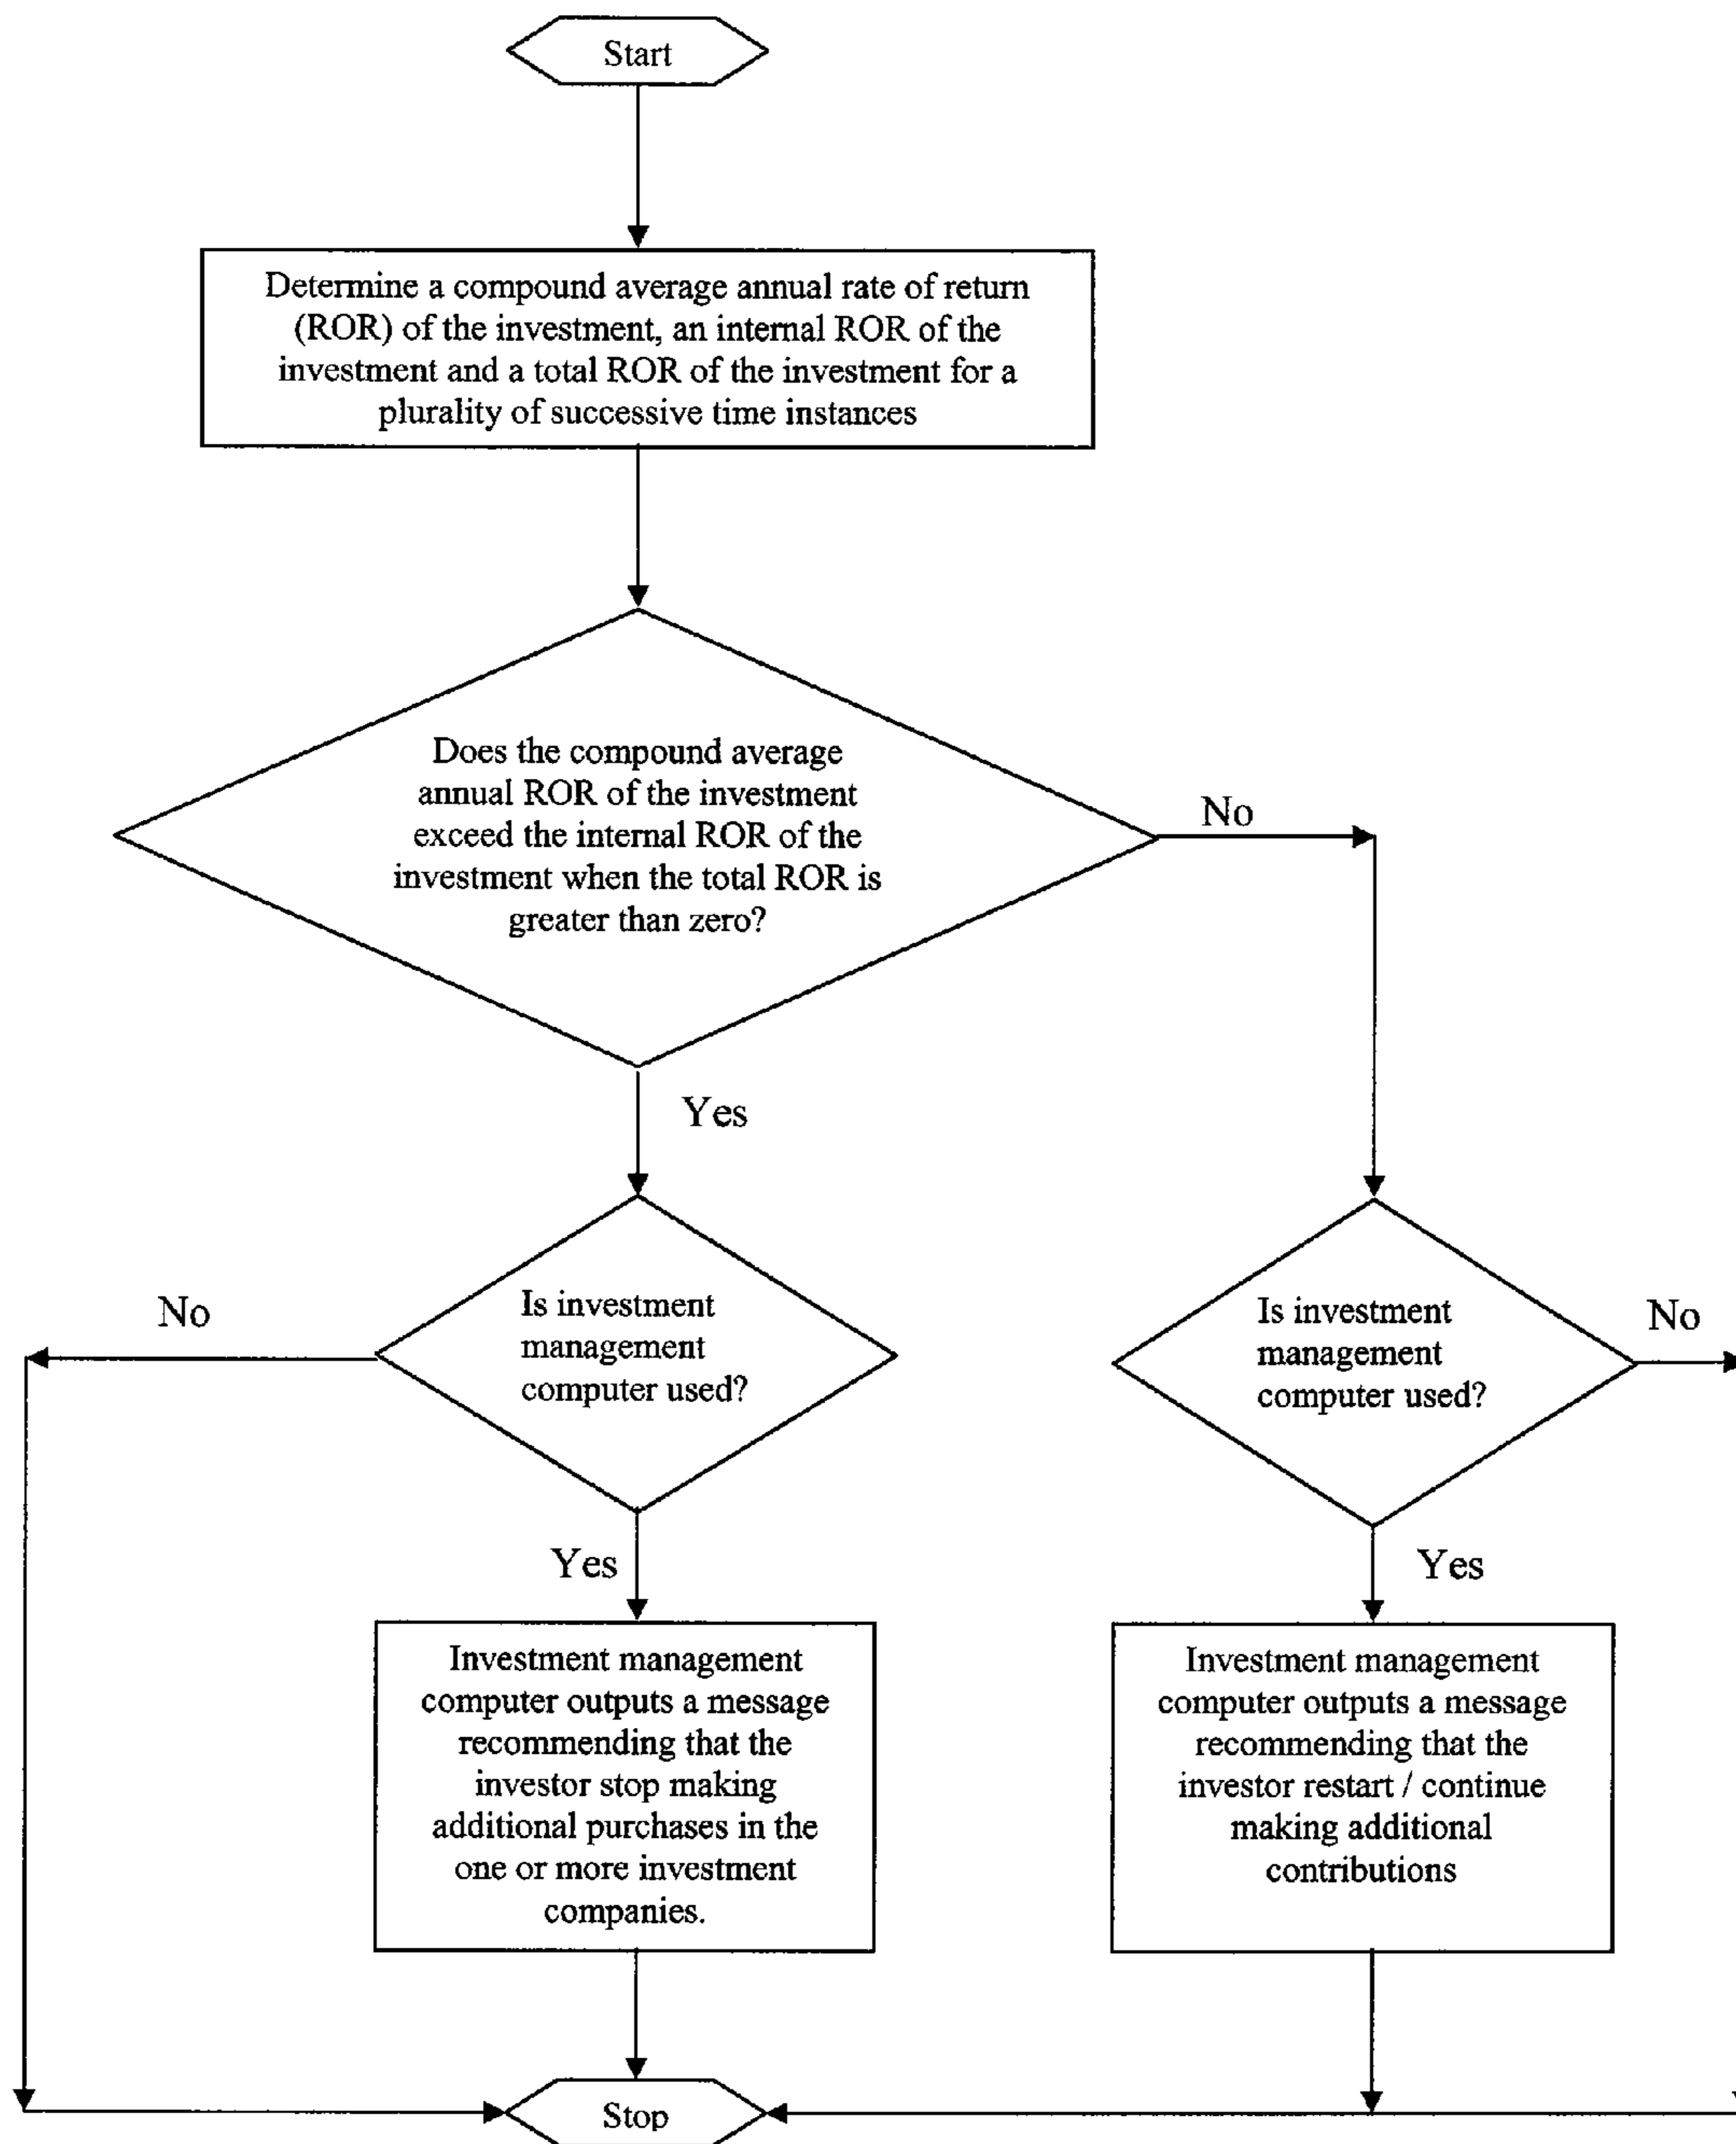 Start
Determine a compound average annual rate of return
(ROR) of the investment, an internal ROR of the
investment and a total ROR of the investment for a
plurality of successive time instances
Does the compound average
annual ROR of the investment
exceed the internal ROR of the
investment when the total ROR is
greater than zero?
No
Yes
Is investment
management
computer used?
No
Yes
Is investment
management
computer used?
No
Yes
Investment management
computer outputs a message
recommending that the
investor stop making
additional purchases in the
one or more investment
companies.
Investment management
computer outputs a message
recommending that the
investor restart / continue
making additional
contributions
Stop